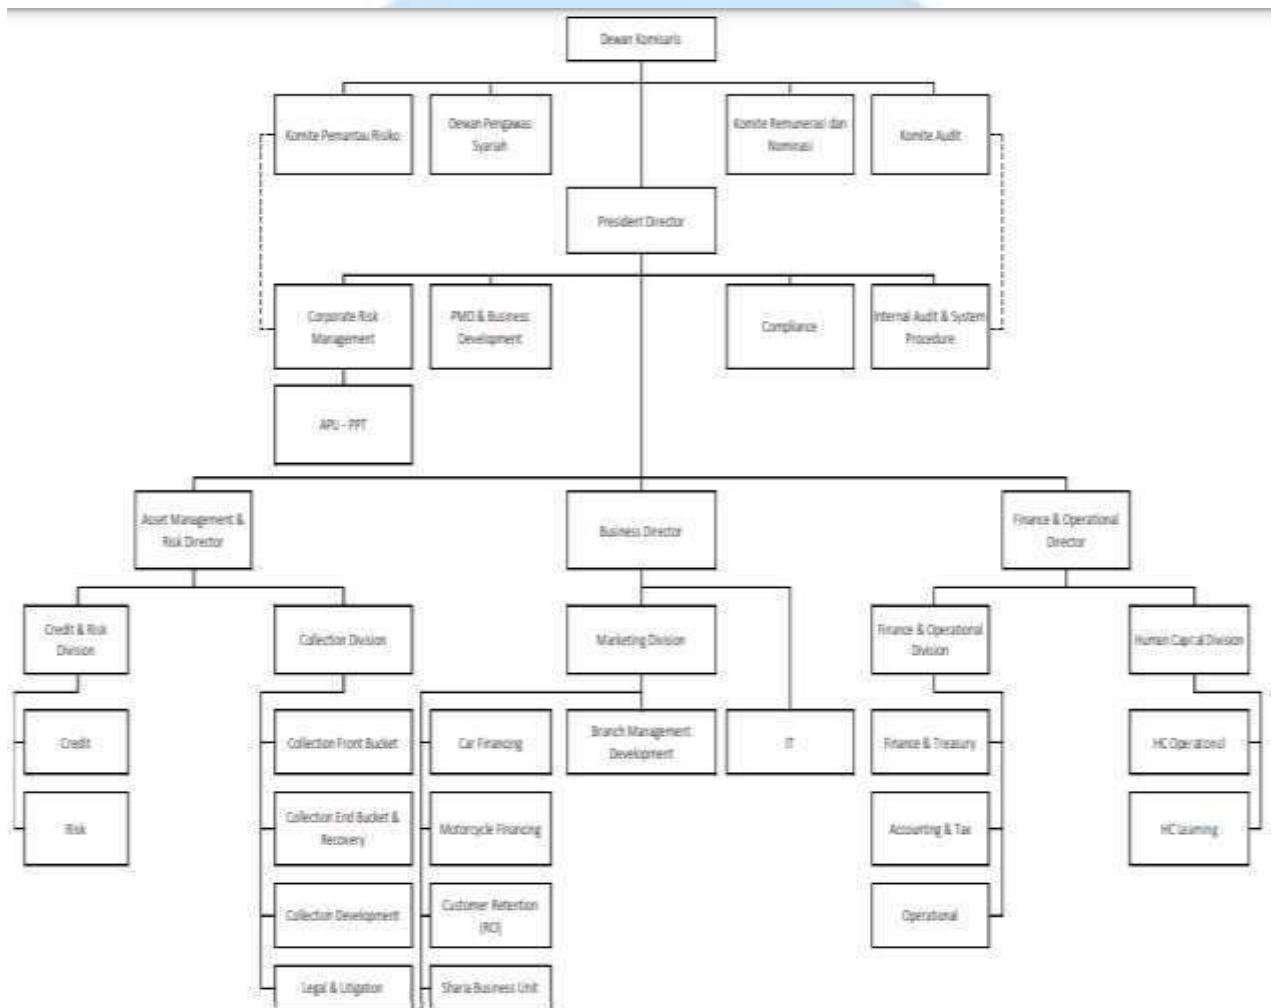 Dewan Komisaris
Komite Pemantau Risiko
Dewan Pengawas
Syariah
Komite Remunerasi dan
Nominasi
Komite Audit
President Director
Corporate Risk
Management
PMO & Business
Development
Compliance
Internal Audit & System
Procedure
APU - PPT
Asset Management &
Risk Director
Business Director
Finance & Operational
Director
Credit & Risk
Division
Collection Division
Marketing Division
Finance & Operational
Division
Human Capital Division
Credit
Collection Front Bucket
Car Financing
Branch Management
Development
IT
Finance & Treasury
HC Operational
Risk
Collection End Bucket &
Recovery
Motorcycle Financing
Accounting & Tax
HC Learning
Collection Development
Customer Retention
(RO)
Operational
Legal & Litigation
Sharia Business Unit